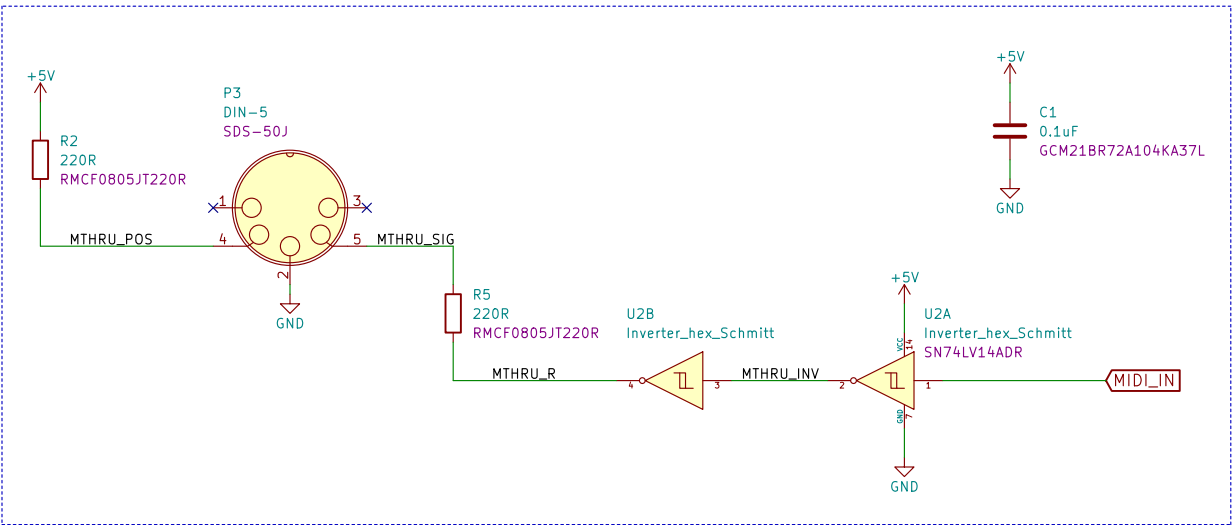 +5V
R2
220R
RMCF0805JT220R
MTHRU_POS
P3
DIN-5
SDS-50J
1
3
4
5
2
GND
MTHRU_SIG
R5
220R
RMCF0805JT220R
MTHRU_R
U2B
Inverter_hex_Schmitt
4
3
MTHRU_INV
+5V
U2A
Inverter_hex_Schmitt
SN74LV14ADR
VCC
14
2
1
GND
7
GND
MIDI_IN
+5V
C1
0.1uF
GCM21BR72A104KA37L
GND